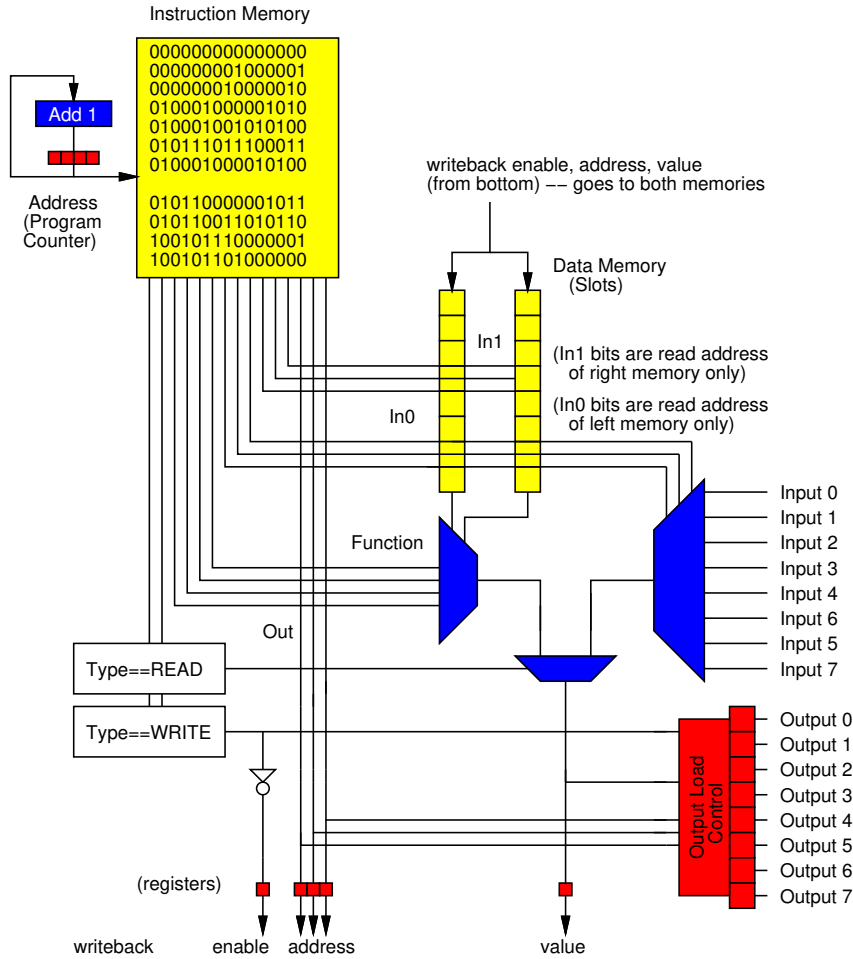 Instruction Memory
000000000000000
000000001000001
000000010000010
010001000001010
010001001010100
010111011100011
010001000010100
010110000001011
010110011010110
100101110000001
100101101000000
Add 1
Address
(Program
Counter)
writeback enable, address, value
(from bottom) −− goes to both memories
Data Memory
(Slots)
In1
(In1 bits are read address
of right memory only)
In0
(In0 bits are read address
of left memory only)
Function
Input 0
Input 1
Input 2
Input 3
Input 4
Input 6
Input 5
Input 7
Out
Type==READ
Type==WRITE
Output Load
Control
Output 0
Output 1
Output 2
Output 3
Output 4
Output 5
Output 6
Output 7
(registers)
writeback
enable
address
value